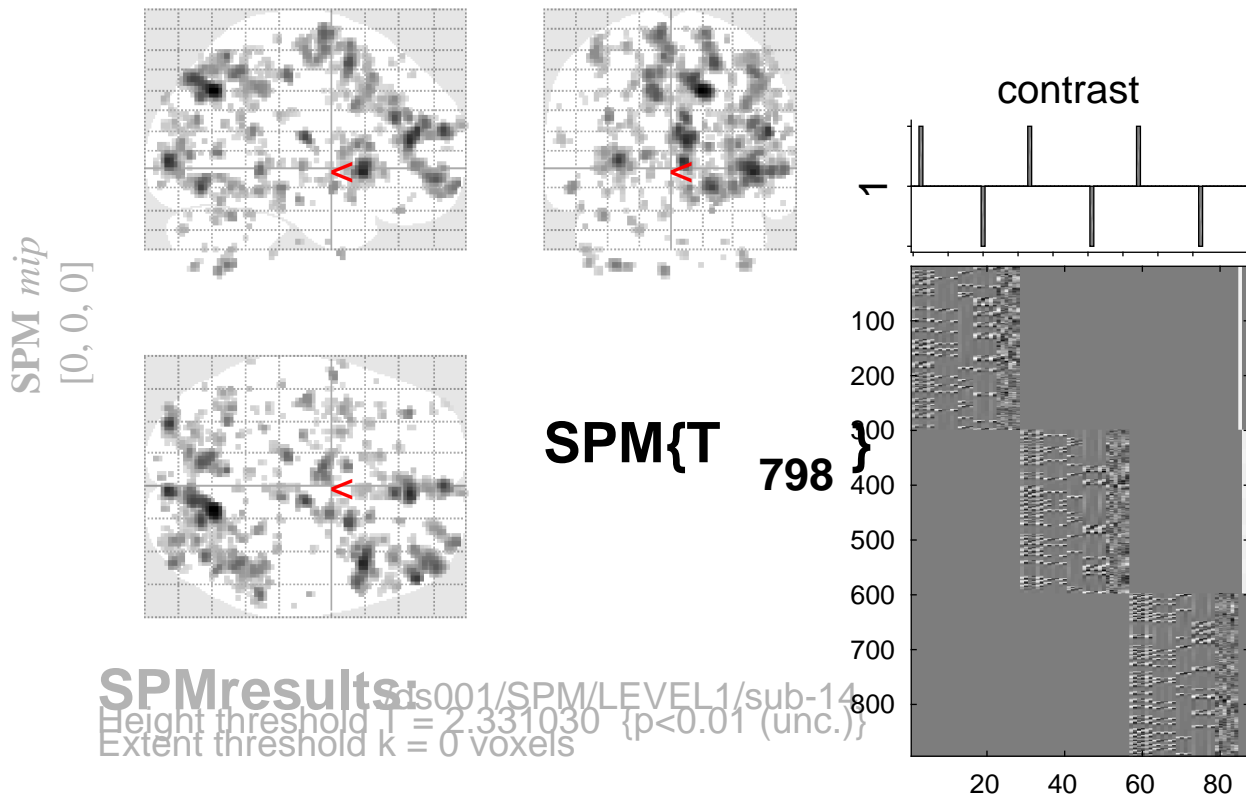 SPM mip
[0, 0, 0]
<
<
<
SPM{T
798
}
contrast
1
100
200
300
400
500
600
700
800
20
40
60
80
SPMresults:
/ds001/SPM/LEVEL1/sub-14
Height threshold T = 2.331030 {p<0.01 (unc.)}
Extent threshold k = 0 voxels